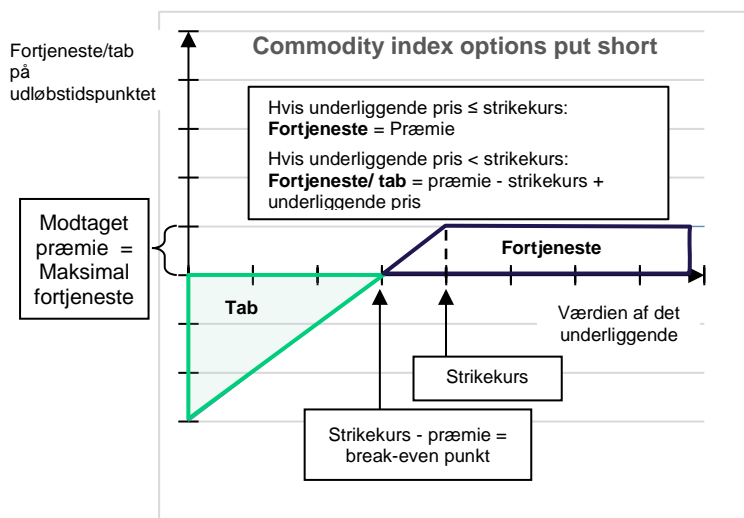 Commodity index options put short
Fortjeneste/tab
på
udløbstidspunktet
Hvis underliggende pris ≤ strikekurs:
Fortjeneste = Præmie
Hvis underliggende pris < strikekurs:
Fortjeneste/ tab = præmie - strikekurs +
underliggende pris
Modtaget
præmie =
Maksimal
fortjeneste
Fortjeneste
Tab
Værdien af det
underliggende
Strikekurs
Strikekurs - præmie =
break-even punkt